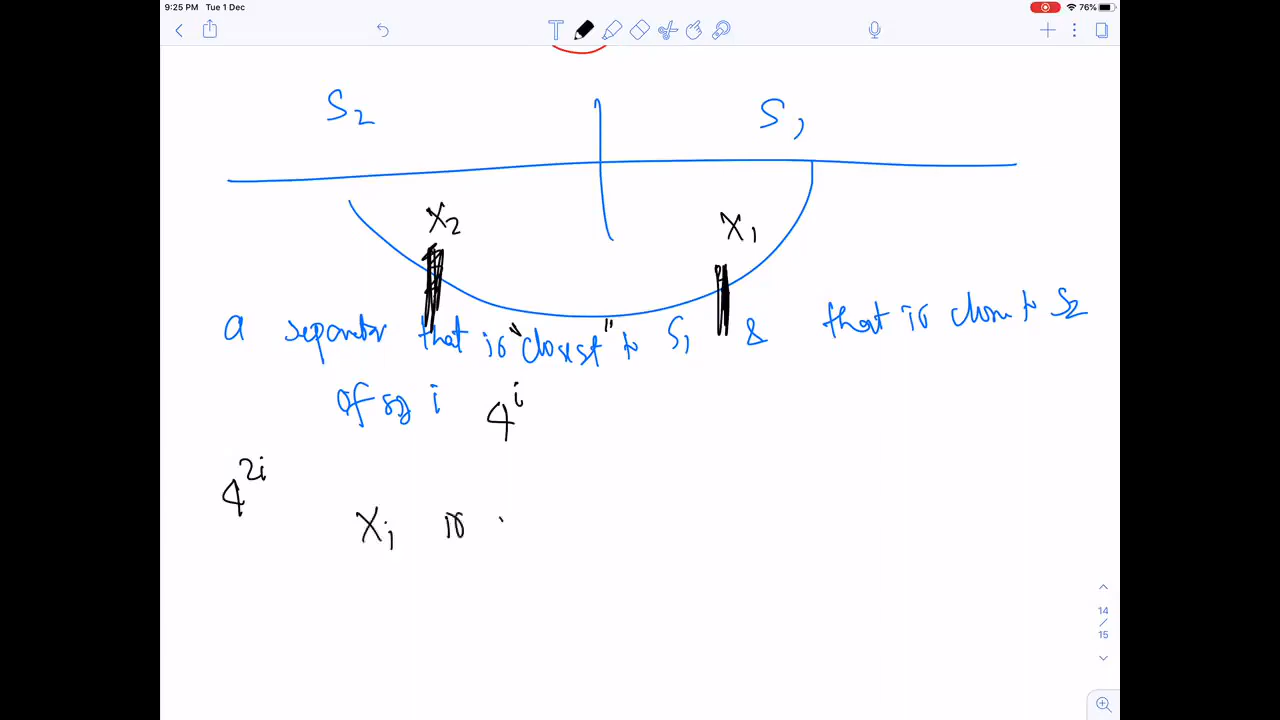 9:25 PM Tue 1 Dec
76%
S2 S1
X2 X1
a separator that is "closest" to S1 & that is close to S2
of sz i 4^i
4^2i
Xi is
14
/
15